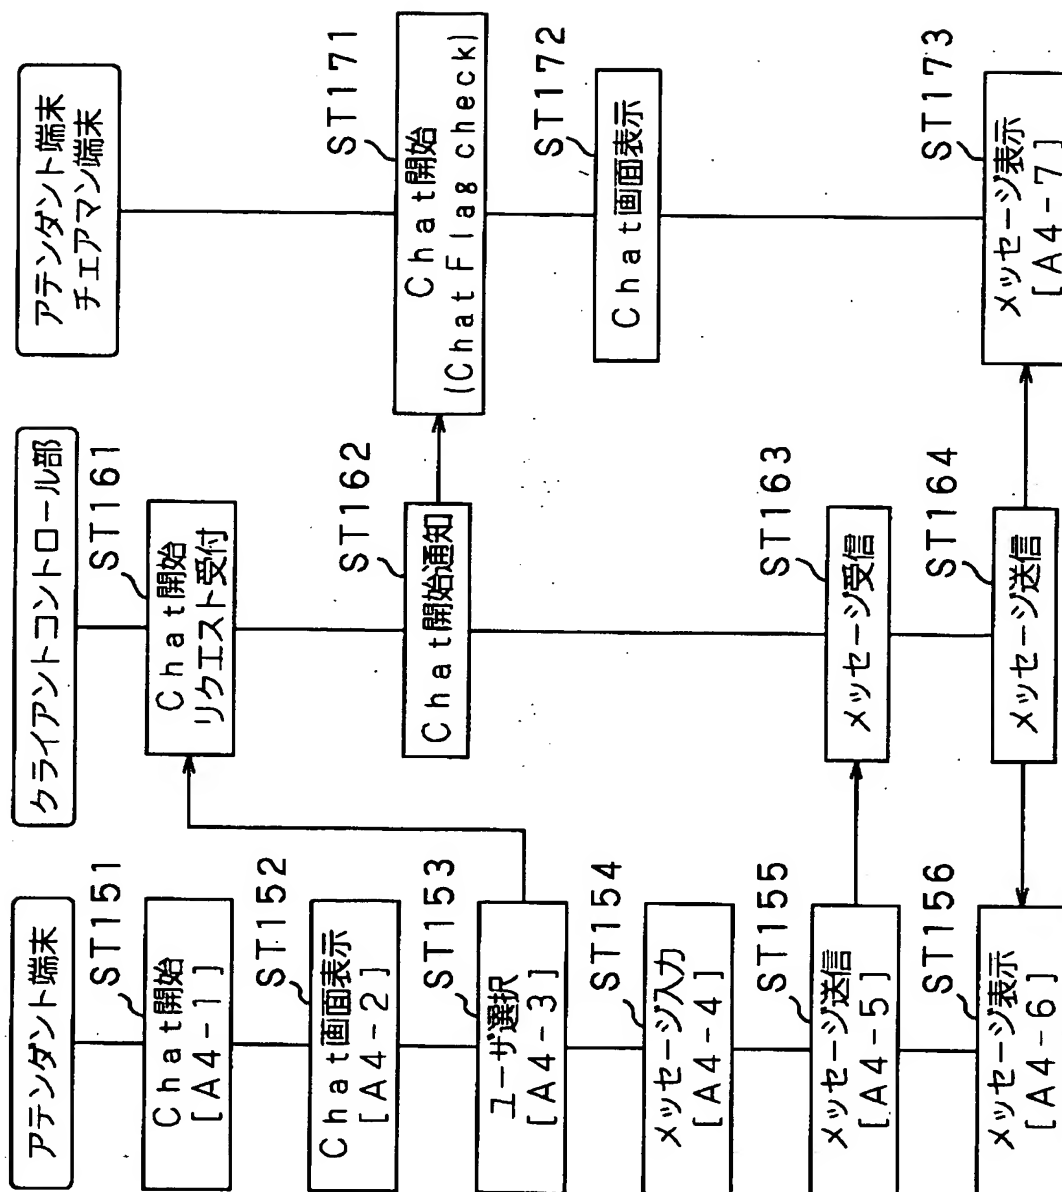 アテンダント端末
ST151
Chat開始
[A4-1]
ST152
Chat画面表示
[A4-2]
ST153
ユーザ選択
[A4-3]
ST154
メッセージ入力
[A4-4]
ST155
メッセージ送信
[A4-5]
ST156
メッセージ表示
[A4-6]
クライアントコントロール部
ST161
Chat開始
リクエスト受付
ST162
Chat開始通知
ST163
メッセージ受信
ST164
メッセージ送信
アテンダント端末
チェアマン端末
ST171
Chat開始
(Chat Flag check)
ST172
Chat画面表示
ST173
メッセージ表示
[A4-7]